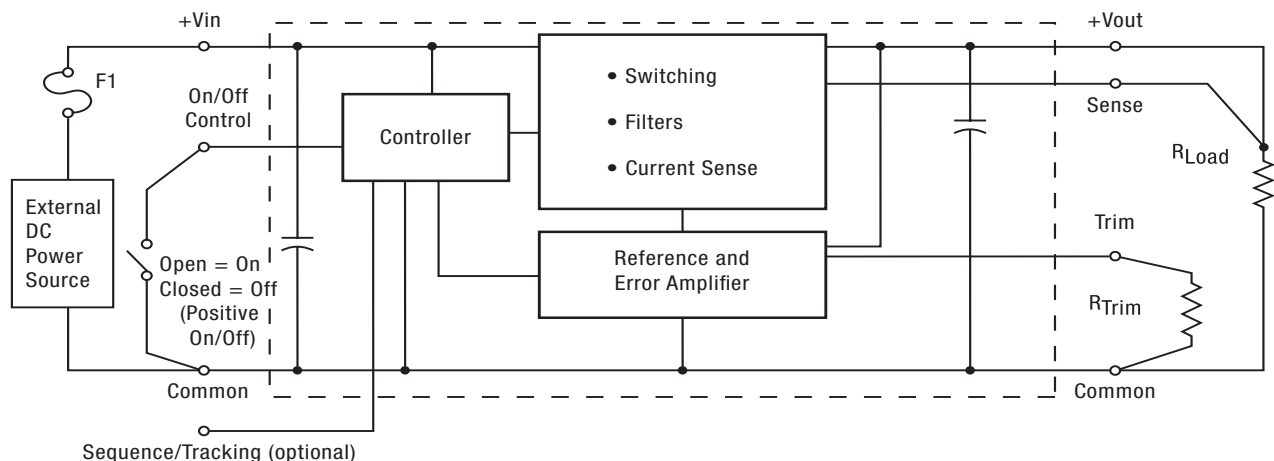 +Vin
+Vout
F1
On/Off
Control
• Switching
• Filters
• Current Sense
Sense
Controller
RLoad
External
DC
Power
Source
Open = On
Closed = Off
(Positive
On/Off)
Reference and
Error Amplifier
Trim
RTrim
Common
Common
Sequence/Tracking (optional)